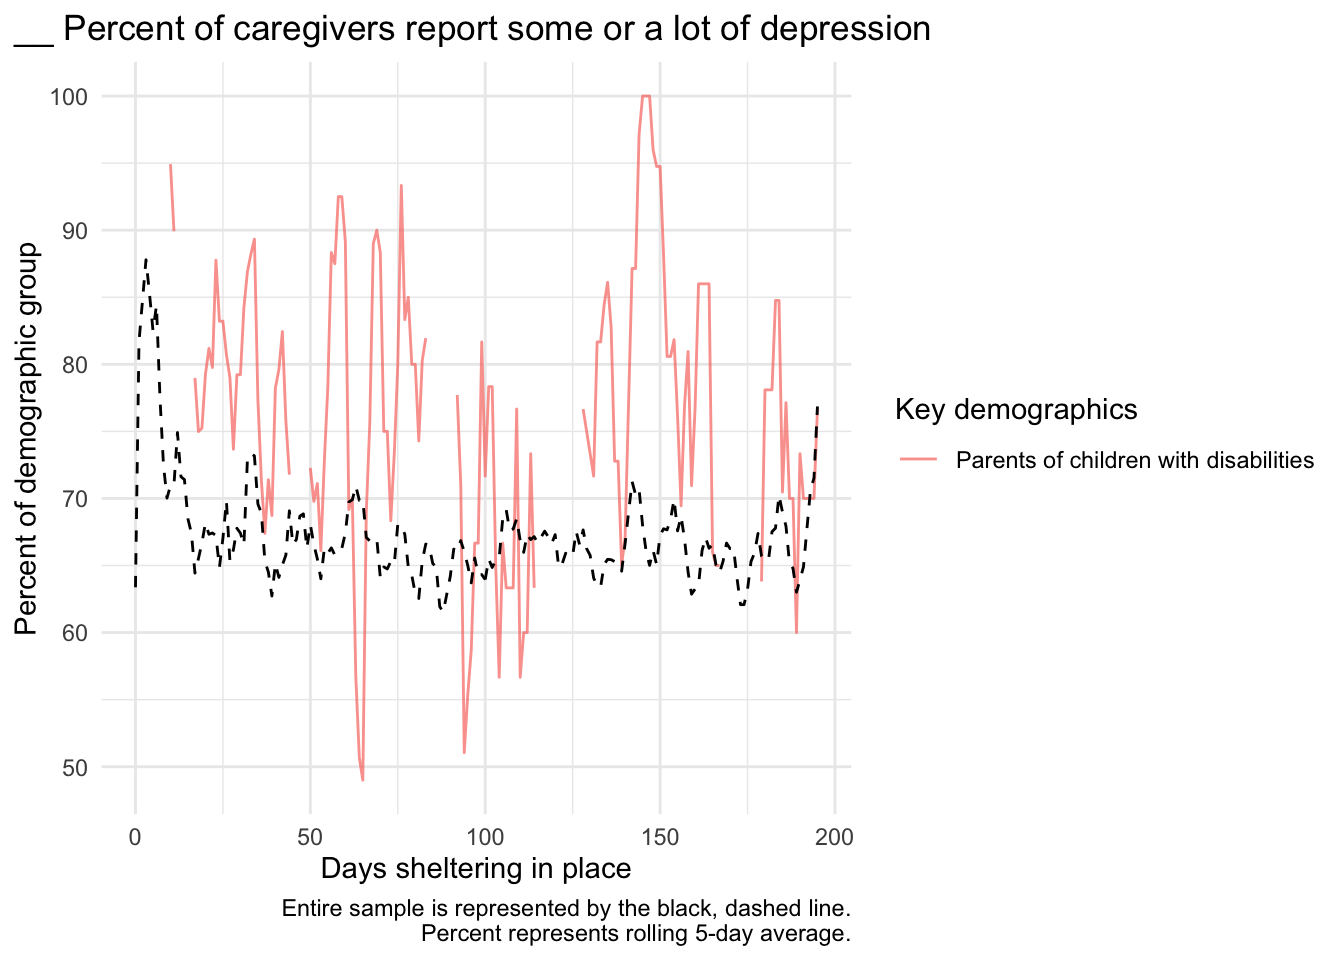 __ Percent of caregivers report some or a lot of depression
Percent of demographic group
100
90
80
70
60
50
0 50 100 150 200
Days sheltering in place
Key demographics
Parents of children with disabilities
Entire sample is represented by the black, dashed line.
Percent represents rolling 5-day average.